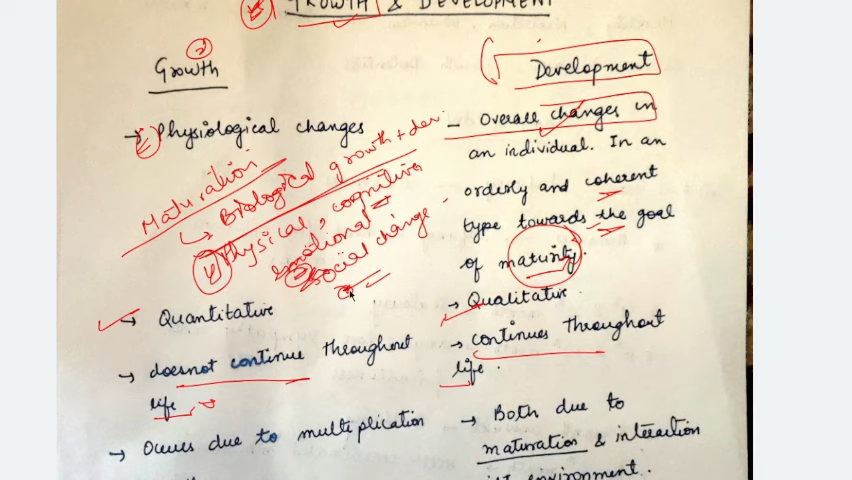 GROWTH & DEVELOPMENT
Growth
→ Physiological changes
Maturation
↳ Biological growth + dev.
Physical, cognitive,
emotional
social change
→ Quantitative
→ doesnot continue throughout
life
→ Occurs due to multiplication
Development
- Overall changes in
an individual. In an
orderly and coherent
type towards the goal
of maturity.
→ Qualitative
→ continues throughout
life.
→ Both due to
maturation & interaction
environment.